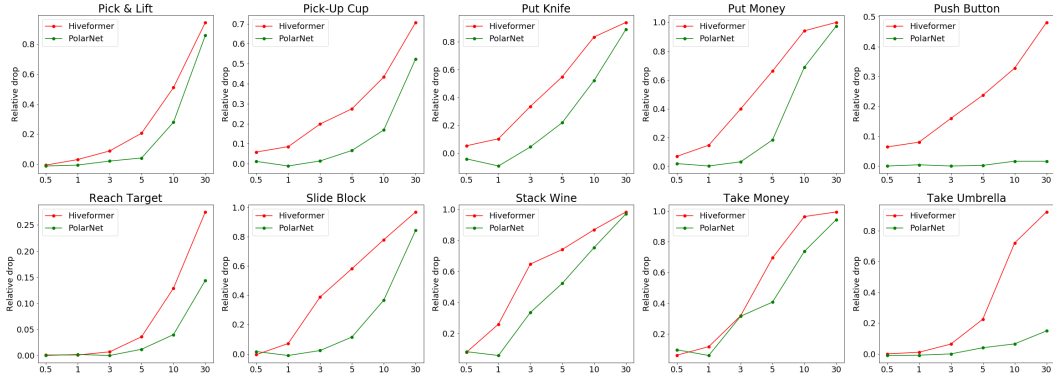 Pick & Lift
Hiveformer
PolarNet
Relative drop
0.8
0.6
0.4
0.2
0.0
0.5 1 3 5 10 30
Pick-Up Cup
Hiveformer
PolarNet
Relative drop
0.7
0.6
0.5
0.4
0.3
0.2
0.1
0.0
0.5 1 3 5 10 30
Put Knife
Hiveformer
PolarNet
Relative drop
0.8
0.6
0.4
0.2
0.0
0.5 1 3 5 10 30
Put Money
Hiveformer
PolarNet
Relative drop
1.0
0.8
0.6
0.4
0.2
0.0
0.5 1 3 5 10 30
Push Button
Hiveformer
PolarNet
Relative drop
0.5
0.4
0.3
0.2
0.1
0.0
0.5 1 3 5 10 30
Reach Target
Hiveformer
PolarNet
Relative drop
0.25
0.20
0.15
0.10
0.05
0.00
0.5 1 3 5 10 30
Slide Block
Hiveformer
PolarNet
Relative drop
1.0
0.8
0.6
0.4
0.2
0.0
0.5 1 3 5 10 30
Stack Wine
Hiveformer
PolarNet
Relative drop
1.0
0.8
0.6
0.4
0.2
0.5 1 3 5 10 30
Take Money
Hiveformer
PolarNet
Relative drop
1.0
0.8
0.6
0.4
0.2
0.5 1 3 5 10 30
Take Umbrella
Hiveformer
PolarNet
Relative drop
0.8
0.6
0.4
0.2
0.0
0.5 1 3 5 10 30